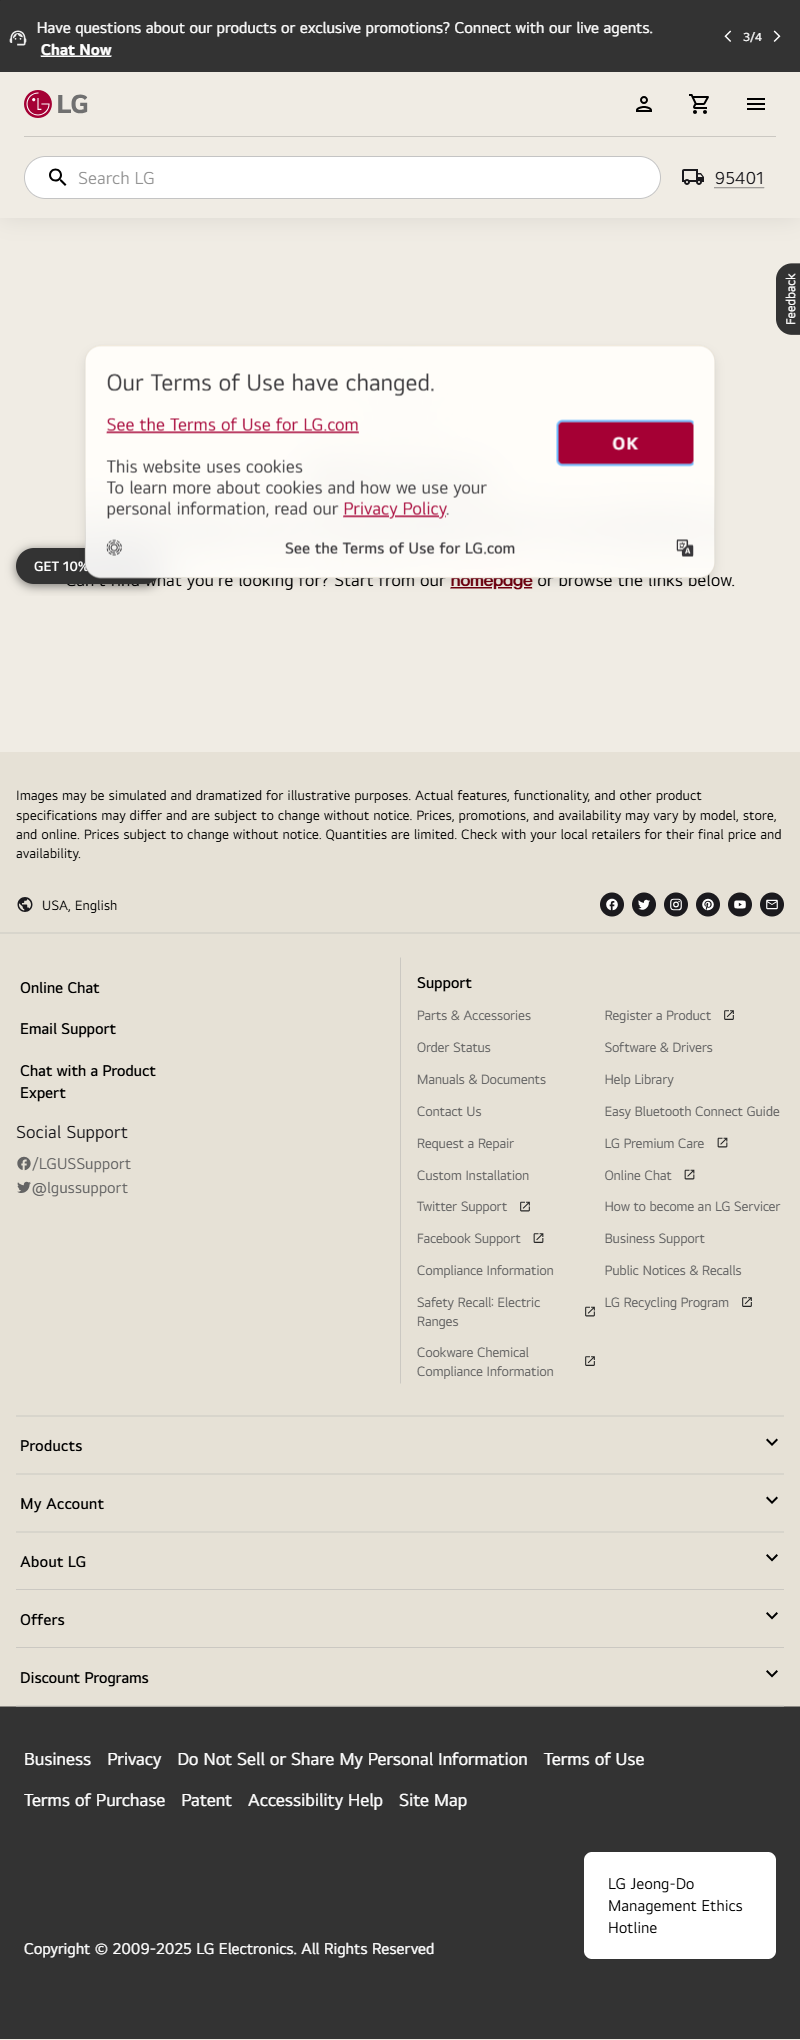 Have questions about our products or exclusive promotions? Connect with our live agents.
Chat Now
3/4
LG
Search LG
95401
Feedback
Our Terms of Use have changed.
See the Terms of Use for LG.com
OK
This website uses cookies
To learn more about cookies and how we use your
personal information, read our Privacy Policy.
See the Terms of Use for LG.com
GET 10%
Can't find what you're looking for? Start from our homepage or browse the links below.
Images may be simulated and dramatized for illustrative purposes. Actual features, functionality, and other product
specifications may differ and are subject to change without notice. Prices, promotions, and availability may vary by model, store,
and online. Prices subject to change without notice. Quantities are limited. Check with your local retailers for their final price and
availability.
USA, English
Online Chat
Email Support
Chat with a Product
Expert
Social Support
/LGUSSupport
@lgussupport
Support
Parts & Accessories
Order Status
Manuals & Documents
Contact Us
Request a Repair
Custom Installation
Twitter Support
Facebook Support
Compliance Information
Safety Recall: Electric
Ranges
Cookware Chemical
Compliance Information
Register a Product
Software & Drivers
Help Library
Easy Bluetooth Connect Guide
LG Premium Care
Online Chat
How to become an LG Servicer
Business Support
Public Notices & Recalls
LG Recycling Program
Products
My Account
About LG
Offers
Discount Programs
Business Privacy Do Not Sell or Share My Personal Information Terms of Use
Terms of Purchase Patent Accessibility Help Site Map
LG Jeong-Do
Management Ethics
Hotline
Copyright © 2009-2025 LG Electronics. All Rights Reserved